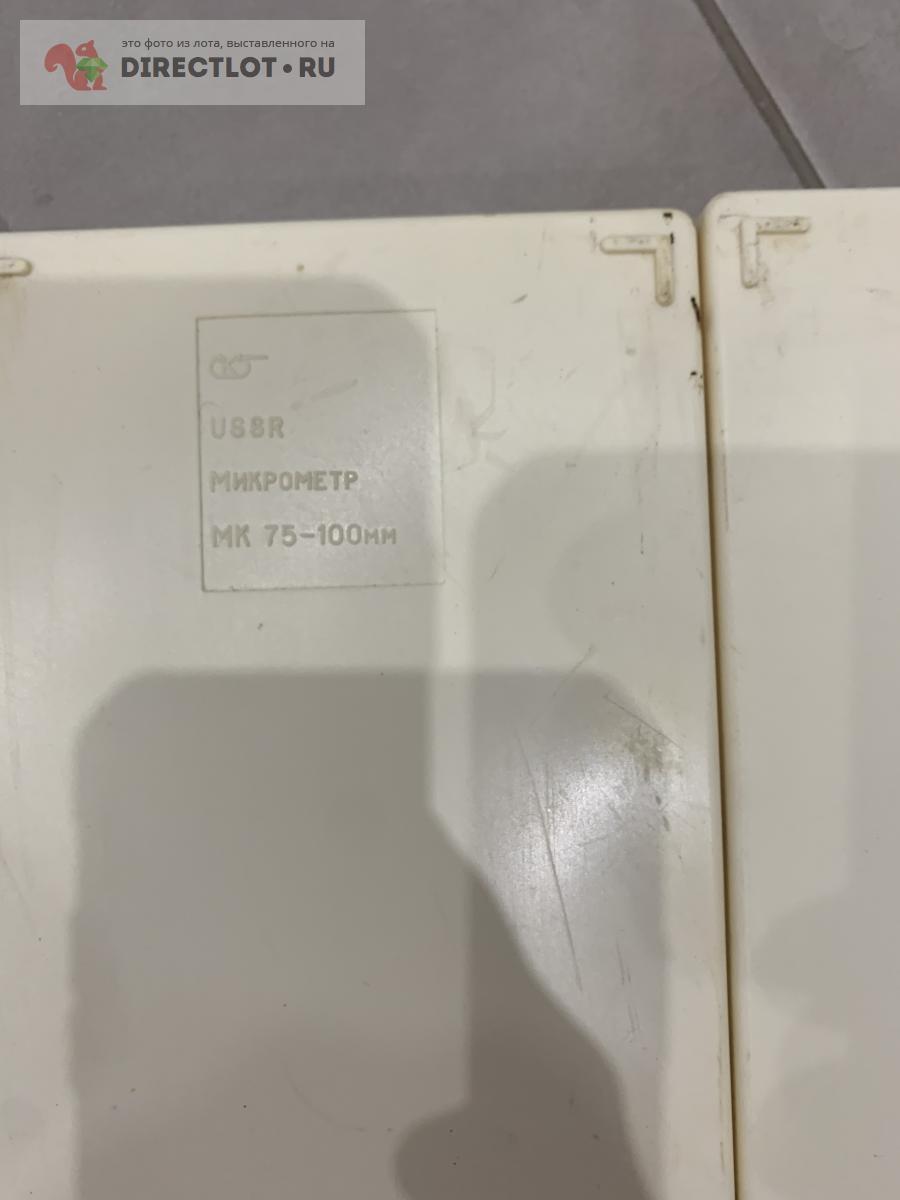 это фото из лота, выставленного на
DIRECTLOT•RU
USSR
МИКРОМЕТР
МК 75-100мм